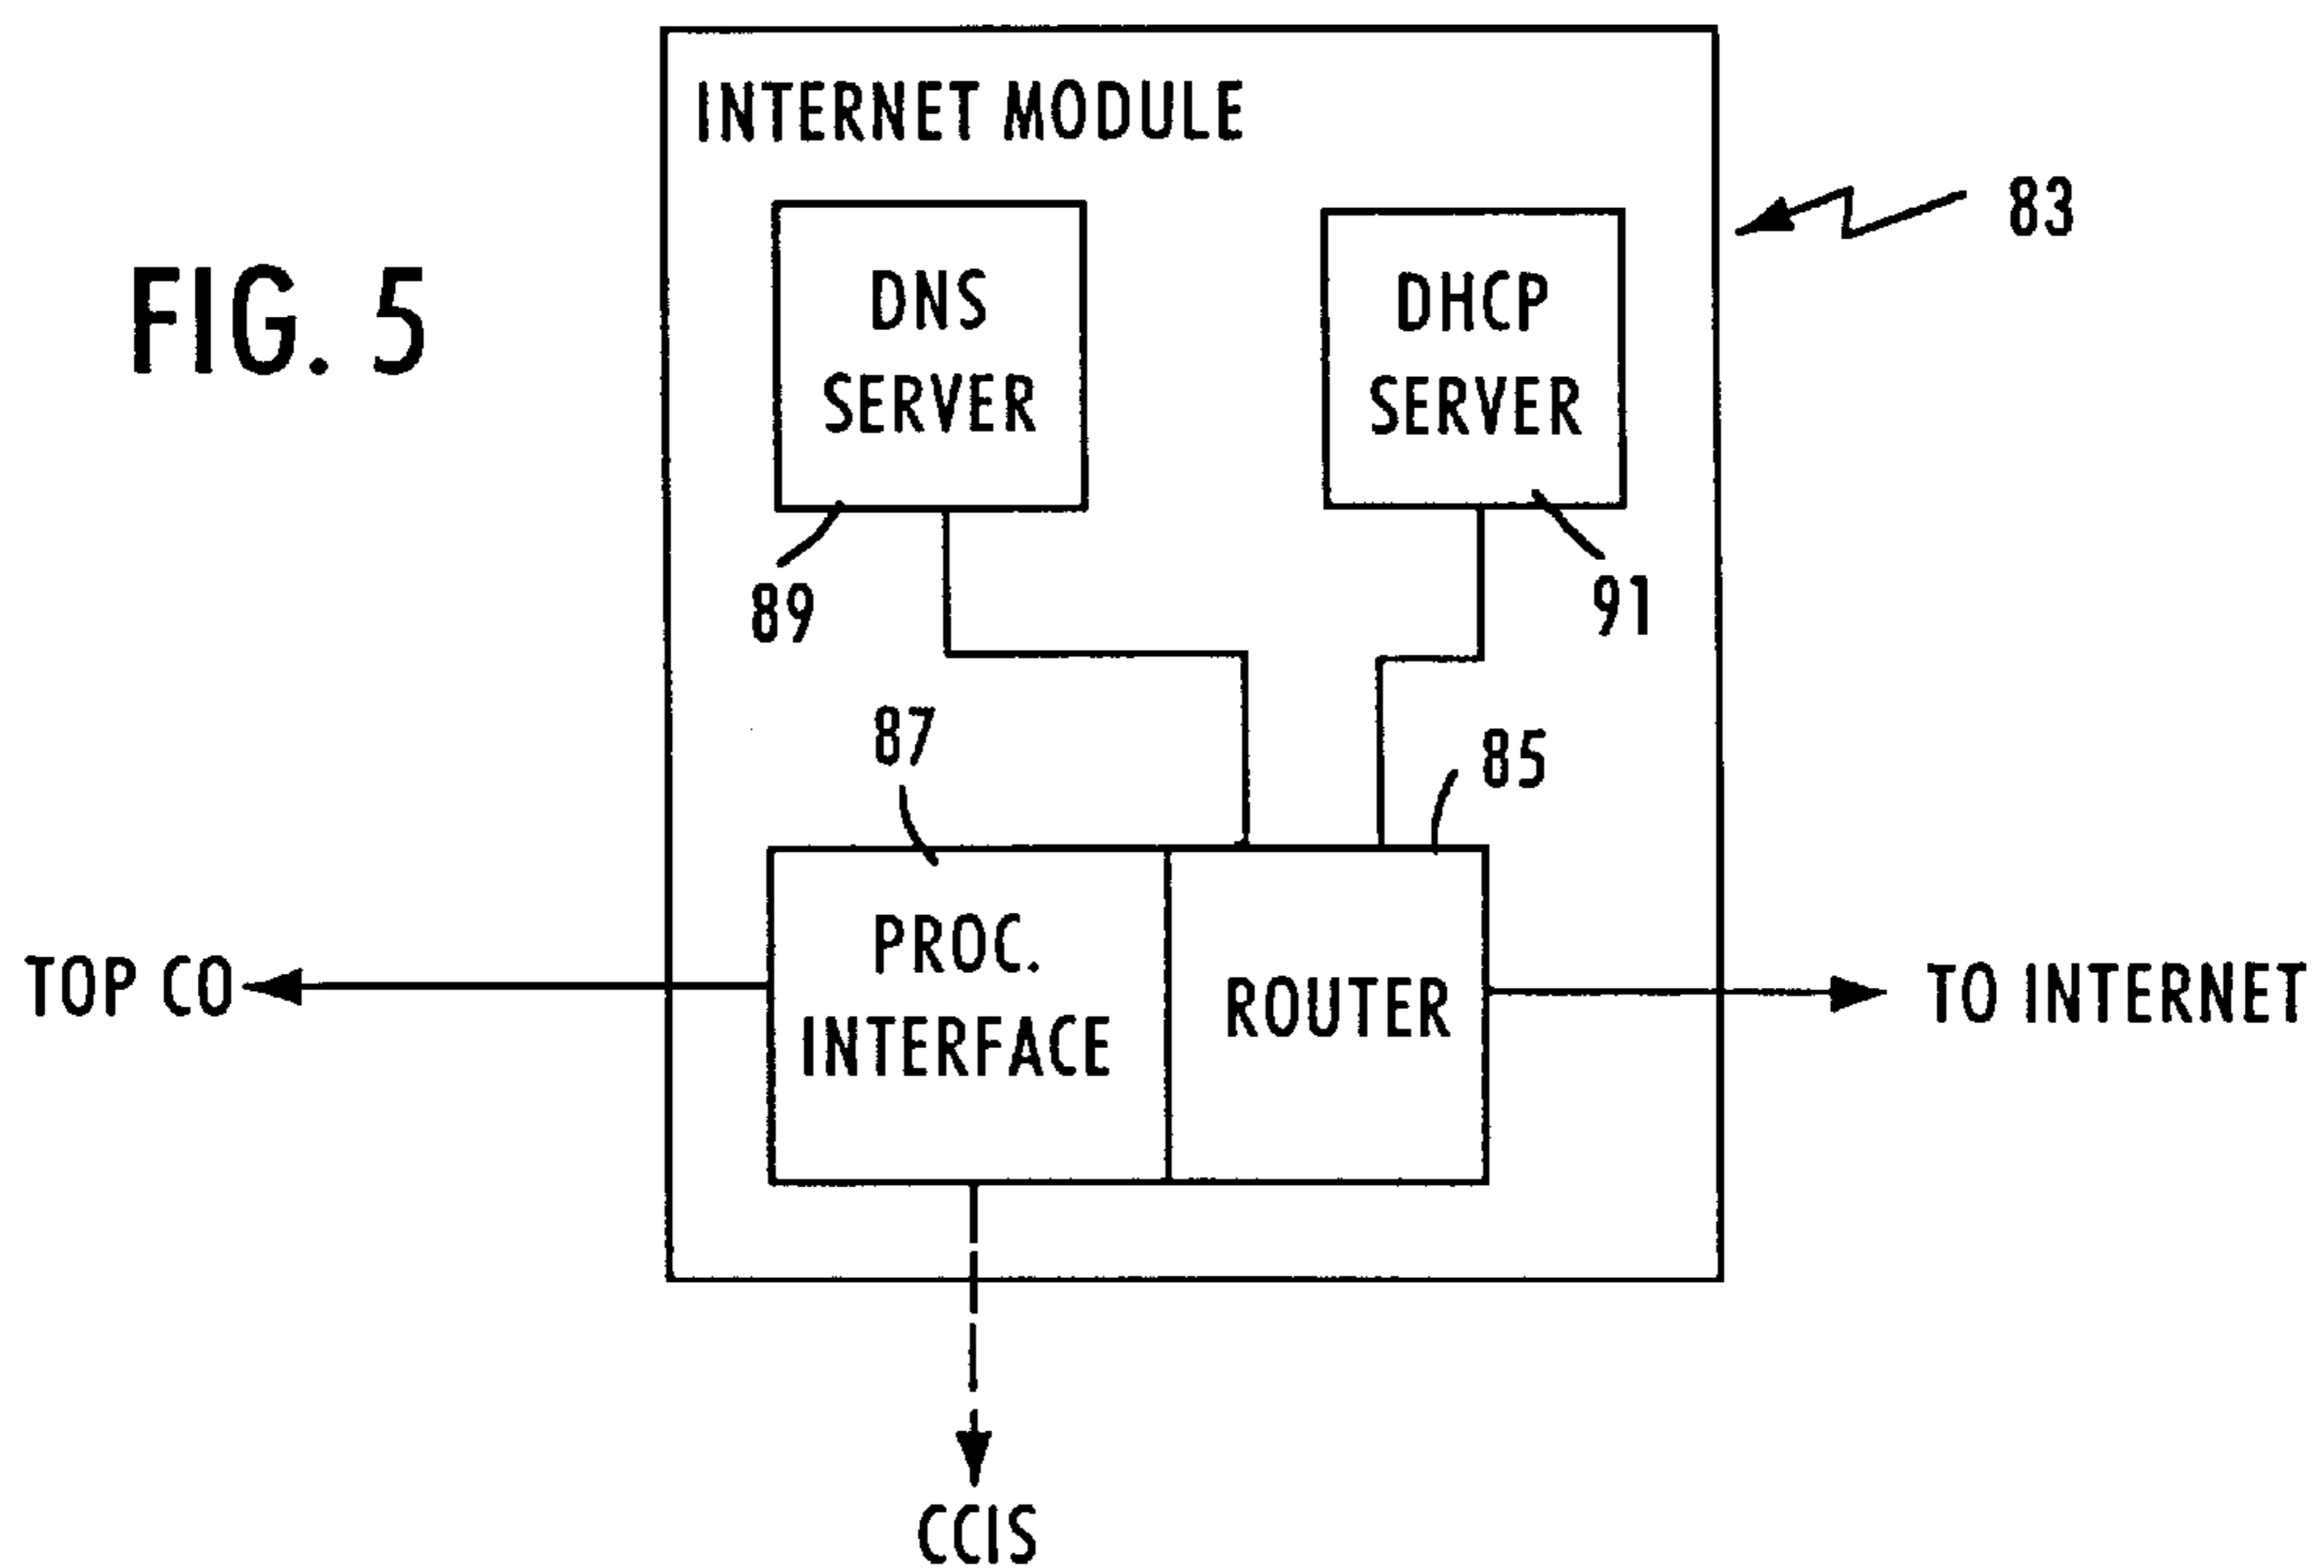 INTERNET MODULE
83
FIG. 5
DNS
SERVER
DHCP
SERVER
89
91
87
85
PROC.
INTERFACE
ROUTER
TOP CO
TO INTERNET
CCIS